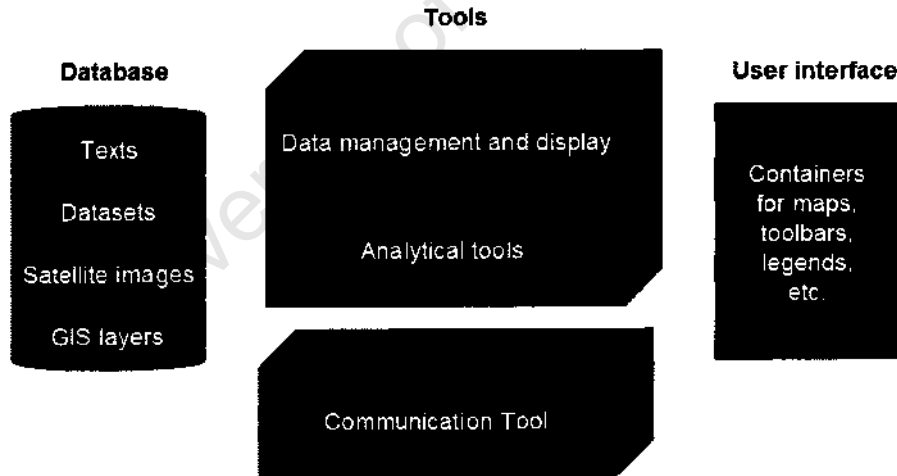 Tools
Database
User interface
Texts
Datasets
Satellite images
GIS layers
Data management and display
Analytical tools
Communication Tool
Containers
for maps,
toolbars,
legends,
etc.